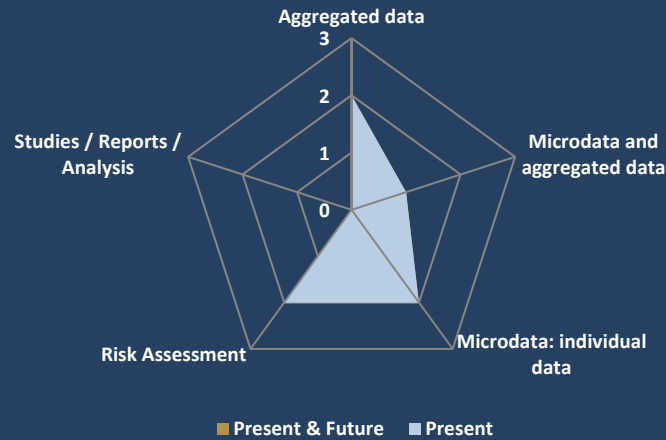 Aggregated data
3
2
1
0
Studies / Reports /
Analysis
Microdata and
aggregated data
Risk Assessment
Microdata: individual
data
Present & Future
Present